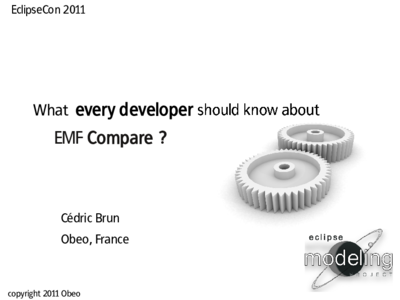 EclipseCon 2011
What every developer should know about
EMF Compare ?
Cédric Brun
Obeo, France
eclipse
modeling
PROJECT
copyright 2011 Obeo